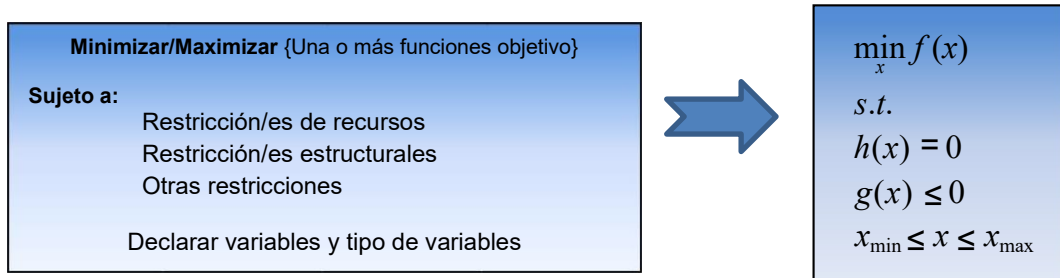 Minimizar/Maximizar {Una o más funciones objetivo}
Sujeto a:
Restricción/es de recursos
Restricción/es estructurales
Otras restricciones
Declarar variables y tipo de variables
min f(x)
x
s.t.
h(x) = 0
g(x) ≤ 0
x_min ≤ x ≤ x_max